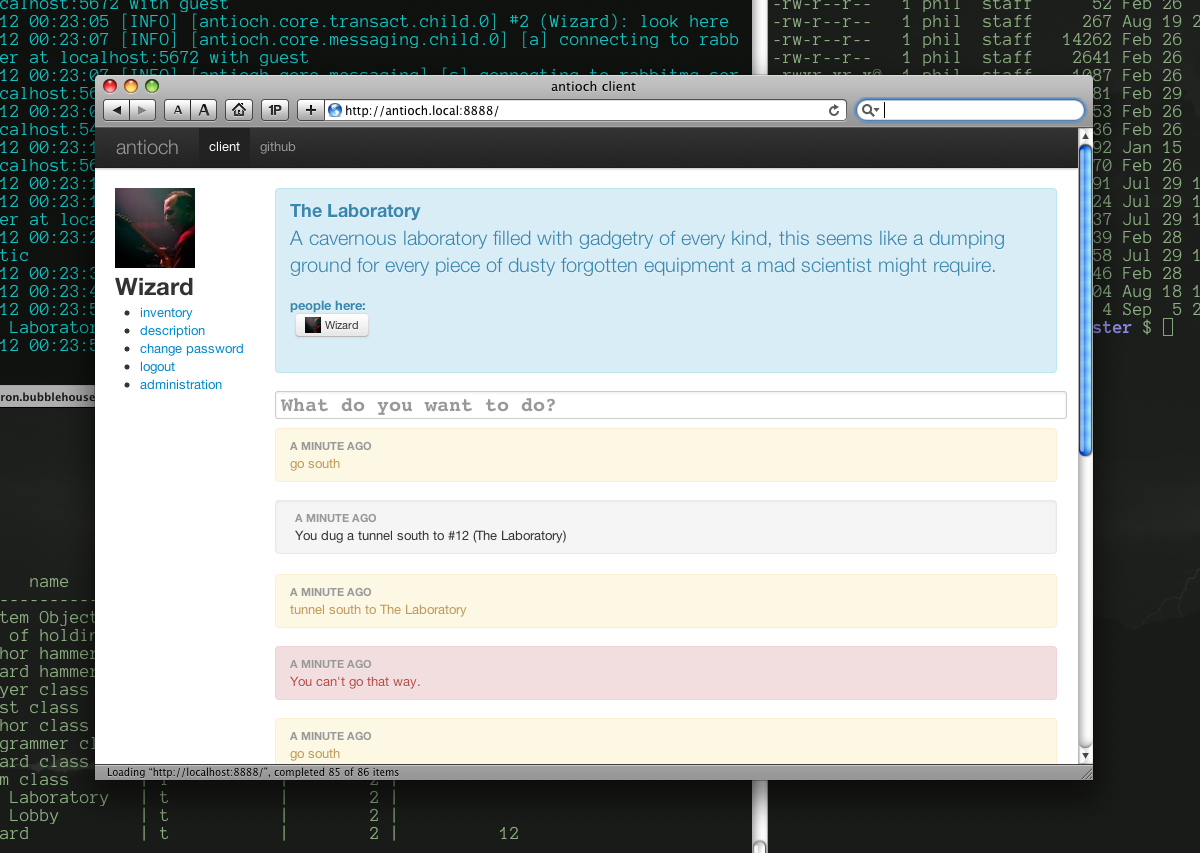 calhost:5672 with guest
12 00:23:05 [INFO] [antioch.core.transact.child.0] #2 (Wizard): look here
12 00:23:07 [INFO] [antioch.core.messaging.child.0] [a] connecting to rabb
er at localhost:5672 with guest
-rw-r--r-- 1 phil staff 52 Feb 26
-rw-r--r-- 1 phil staff 267 Aug 19 2
-rw-r--r-- 1 phil staff 14262 Feb 26
-rw-r--r-- 1 phil staff 2641 Feb 26
antioch client
A A 1P + http://antioch.local:8888/
antioch client github
Wizard
inventory
description
change password
logout
administration
The Laboratory
A cavernous laboratory filled with gadgetry of every kind, this seems like a dumping
ground for every piece of dusty forgotten equipment a mad scientist might require.
people here:
Wizard
What do you want to do?
A MINUTE AGO
go south
A MINUTE AGO
You dug a tunnel south to #12 (The Laboratory)
A MINUTE AGO
tunnel south to The Laboratory
A MINUTE AGO
You can't go that way.
A MINUTE AGO
go south
Loading “http://localhost:8888/”, completed 85 of 86 items
calhost:56
12 00:23:0
calhost:54
12 00:23:1
calhost:56
12 00:23:1
12 00:23:1
er at loca
12 00:23:2
tic
12 00:23:3
12 00:23:4
12 00:23:5
Laborator
12 00:23:5
ron.bubblehouse
name
tem Object
of holdin
hor hammer
ard hammer
yer class
st class
hor class
grammer cl
ard class
m class
Laboratory | t | 2 |
Lobby | t | 2 |
ard | t | 2 | 12
81 Feb 29
53 Feb 26
36 Feb 26
92 Jan 15
70 Feb 26
91 Jul 29 1
24 Jul 29 1
37 Jul 29 1
39 Feb 28
58 Jul 29 1
46 Feb 28
04 Aug 18 1
4 Sep 5 2
ster $